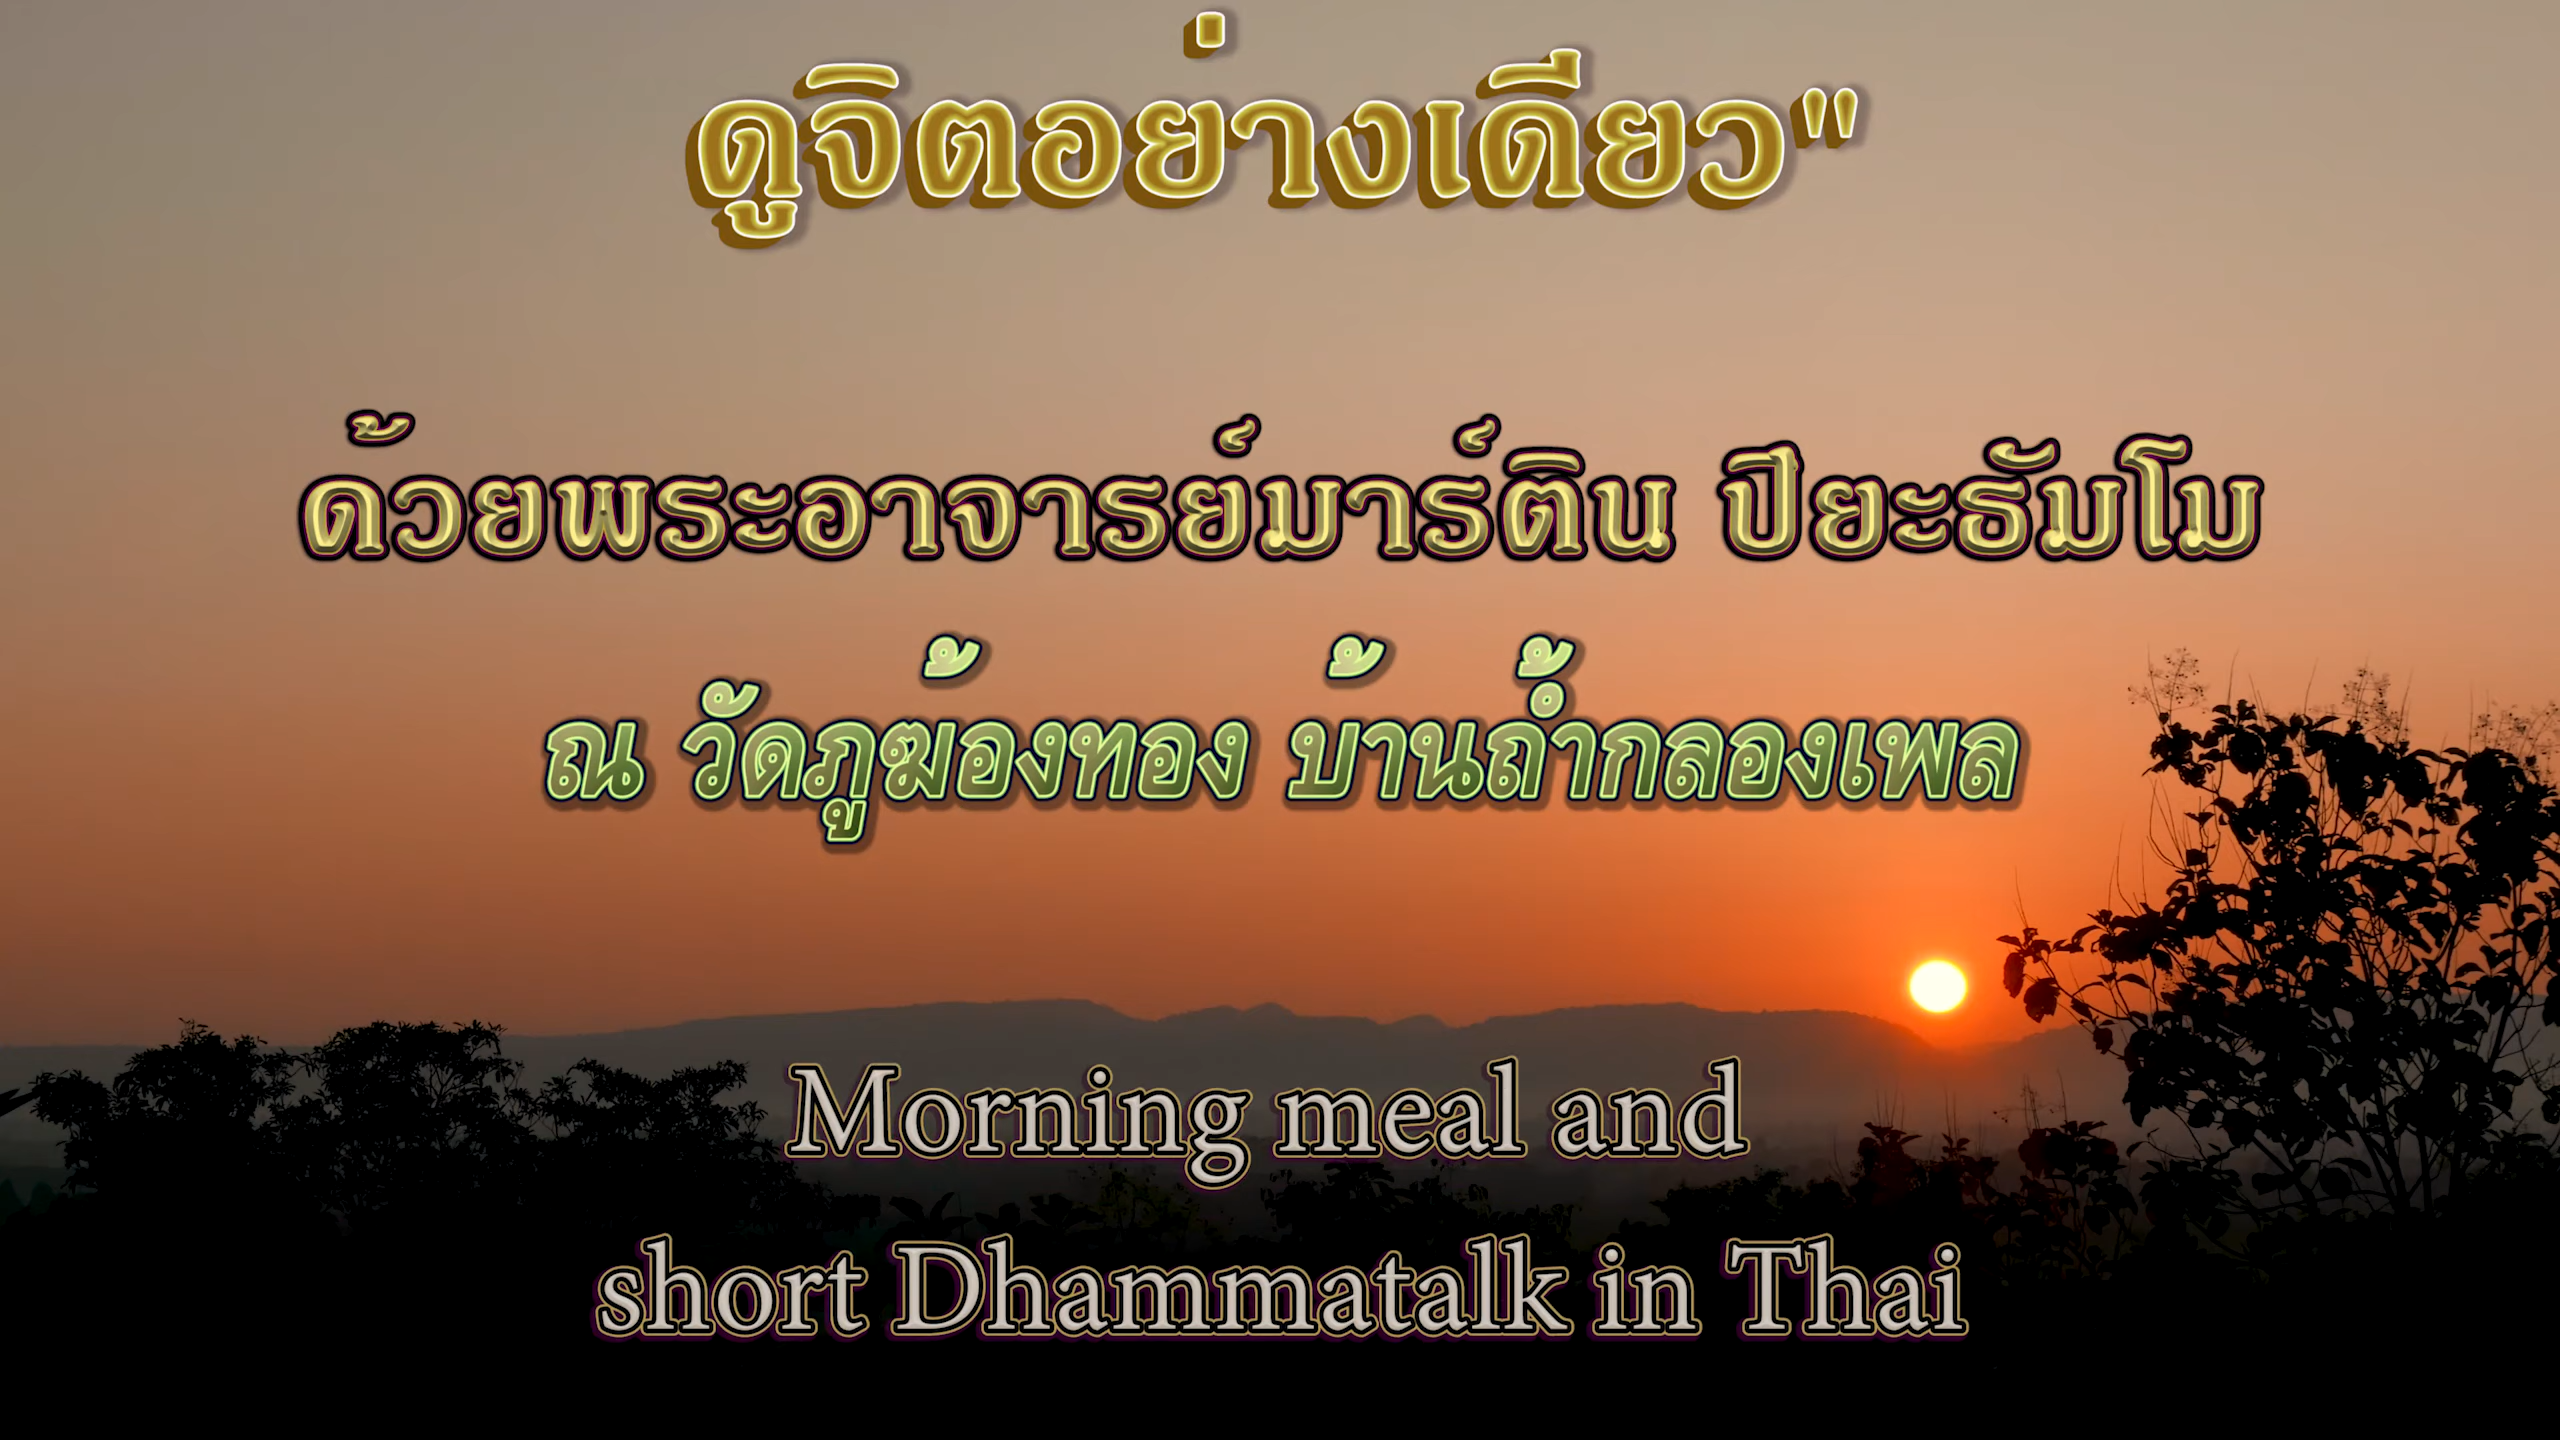 ดูจิตอย่างเดียว"
ด้วยพระอาจารย์มาร์ติน ปิยะธัมโม
ณ วัดภูฆ้องทอง บ้านถ้ำกลองเพล
Morning meal and
short Dhammatalk in Thai